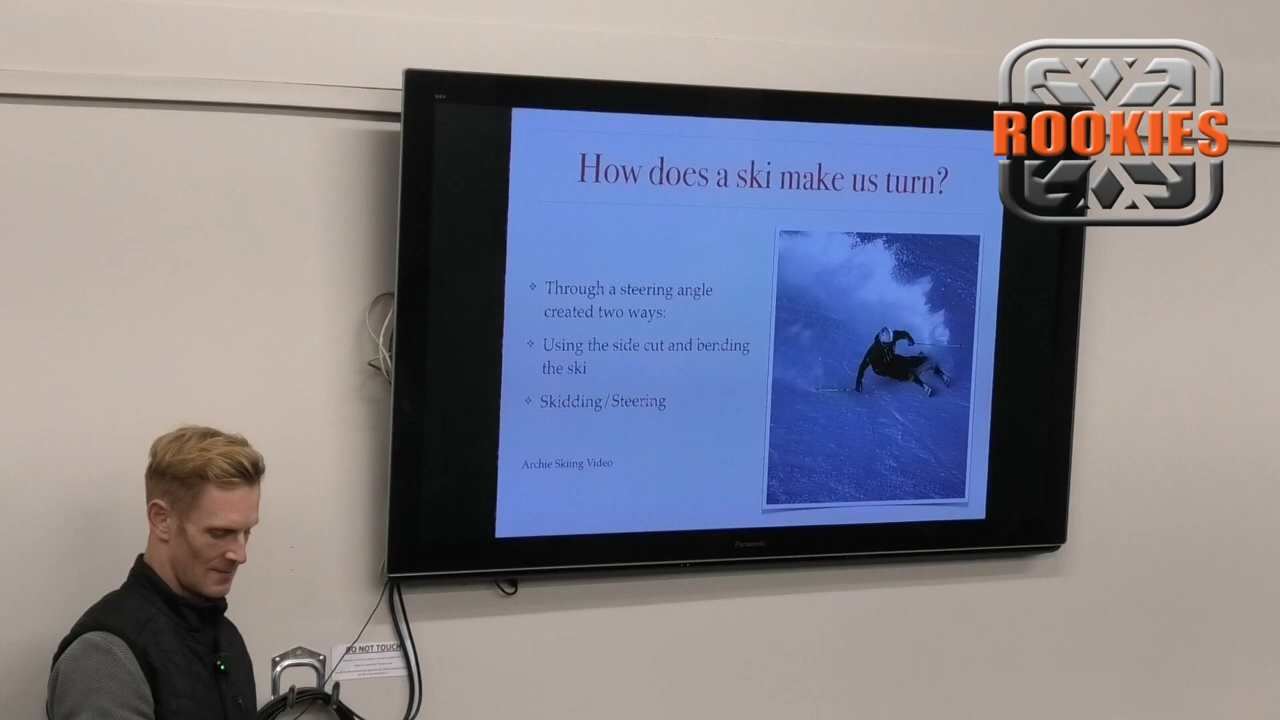 ROOKIES
How does a ski make us turn?
Through a steering angle
created two ways:
Using the side cut and bending
the ski
Skidding/Steering
Archie Skiing Video
Panasonic
DO NOT TOUCH